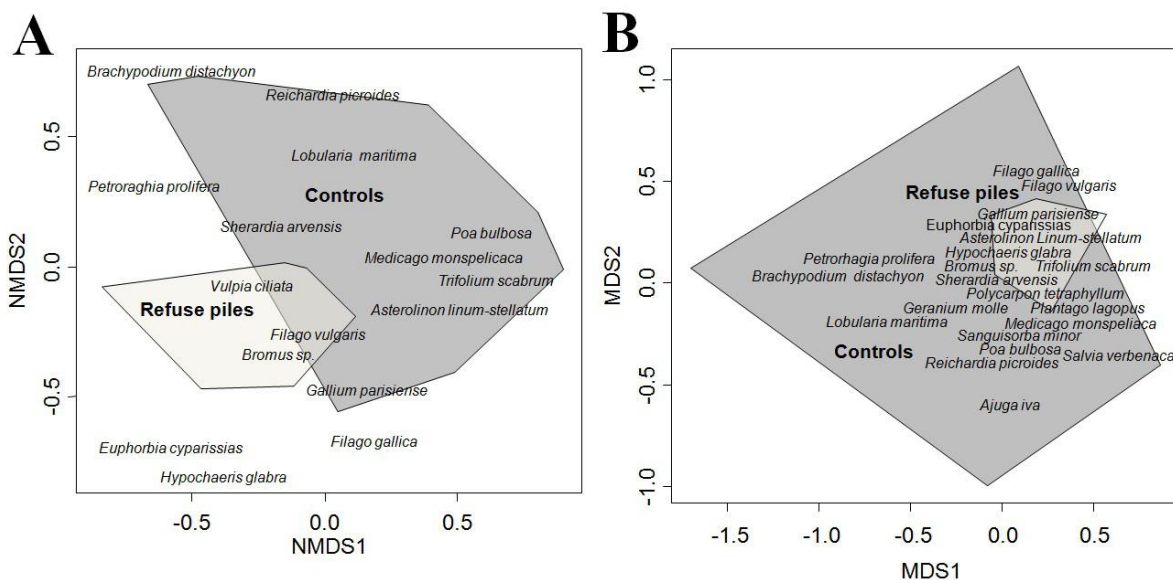 A
Brachypodium distachyon
Reichardia picroides
Lobularia maritima
Petroraghia prolifera
Controls
Sherardia arvensis
Poa bulbosa
Medicago monspelicaca
Trifolium scabrum
Vulpia ciliata
Refuse piles
Asterolinon linum-stellatum
Filago vulgaris
Bromus sp.
Gallium parisiense
Filago gallica
Euphorbia cyparissias
Hypochaeris glabra
0.5
0.0
-0.5
NMDS2
-0.5
0.0
0.5
NMDS1
B
Filago gallica
Refuse piles
Filago vulgaris
Gallium parisiense
Euphorbia cyparissias
Asterolinon Linum-stellatum
Hypochaeris glabra
Petrorhagia prolifera
Bromus sp.
Trifolium scabrum
Brachypodium distachyon
Sherardia arvensis
Polycarpon tetraphyllum
Geranium molle
Plantago lagopus
Lobularia maritima
Medicago monspeliaca
Sanguisorba minor
Controls
Poa bulbosa
Salvia verbenaca
Reichardia picroides
Ajuga iva
1.0
0.5
0.0
-0.5
-1.0
MDS2
-1.5
-1.0
-0.5
0.0
0.5
MDS1